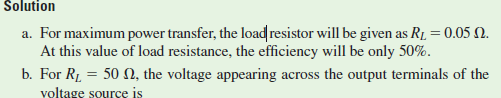 Solution
a. For maximum power transfer, the load resistor will be given as R_L = 0.05 Ω.
At this value of load resistance, the efficiency will be only 50%.
b. For R_L = 50 Ω, the voltage appearing across the output terminals of the
voltage source is